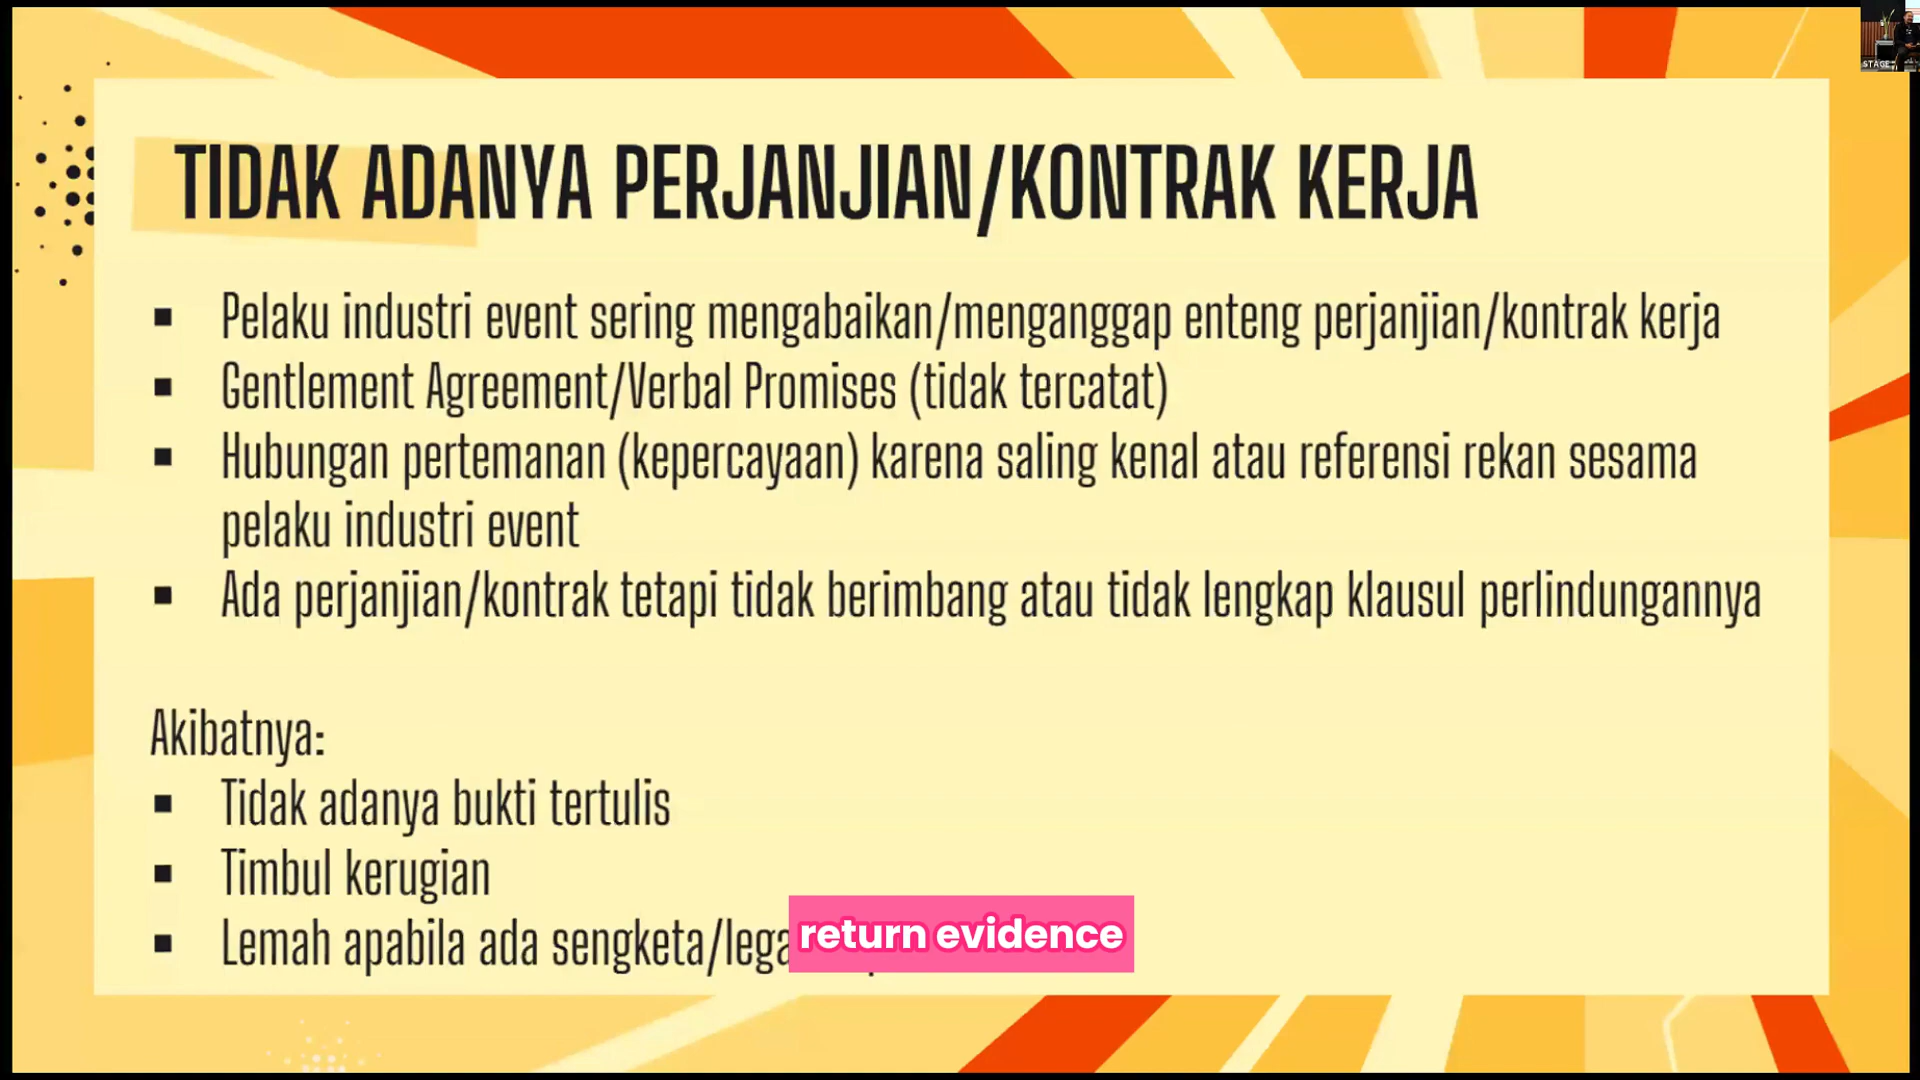 STAGE
TIDAK ADANYA PERJANJIAN/KONTRAK KERJA
▪ Pelaku industri event sering mengabaikan/menganggap enteng perjanjian/kontrak kerja
▪ Gentlement Agreement/Verbal Promises (tidak tercatat)
▪ Hubungan pertemanan (kepercayaan) karena saling kenal atau referensi rekan sesama
pelaku industri event
▪ Ada perjanjian/kontrak tetapi tidak berimbang atau tidak lengkap klausul perlindungannya
Akibatnya:
▪ Tidak adanya bukti tertulis
▪ Timbul kerugian
▪ Lemah apabila ada sengketa/
return evidence